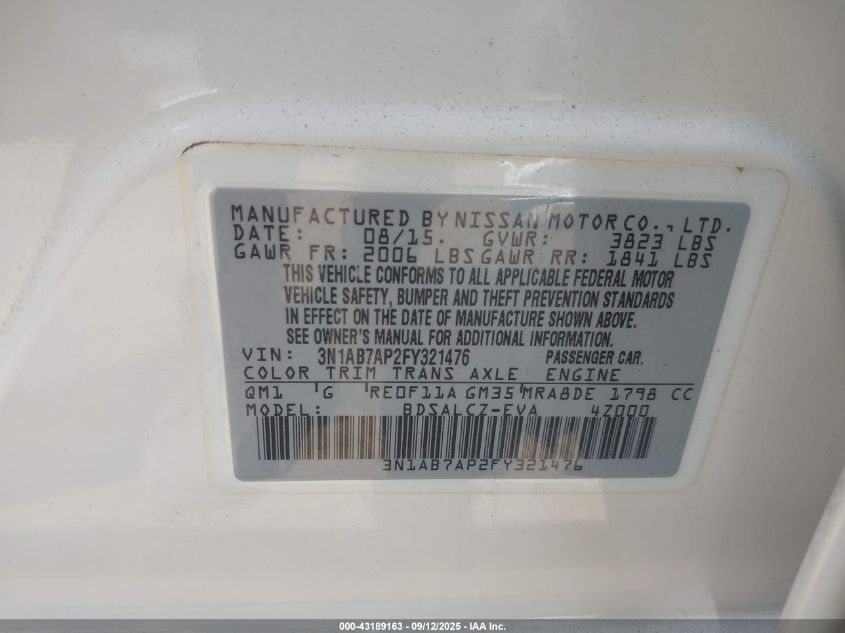 MANUFACTURED BY NISSAN MOTOR CO., LTD.
DATE: 08/15. GVWR: 3823 LBS
GAWR FR: 2006 LBS GAWR RR: 1841 LBS
THIS VEHICLE CONFORMS TO ALL APPLICABLE FEDERAL MOTOR
VEHICLE SAFETY, BUMPER AND THEFT PREVENTION STANDARDS
IN EFFECT ON THE DATE OF MANUFACTURE SHOWN ABOVE.
SEE OWNER'S MANUAL FOR ADDITIONAL INFORMATION.
VIN: 3N1AB7AP2FY321476 PASSENGER CAR.
COLOR TRIM TRANS AXLE ENGINE
QM1 G RE0F11A GM35 MRA8DE 1798 CC
MODEL: BDSALCZ-EVA 4Z000
3N1AB7AP2FY321476
000-43189163 - 09/12/2025 - IAA Inc.